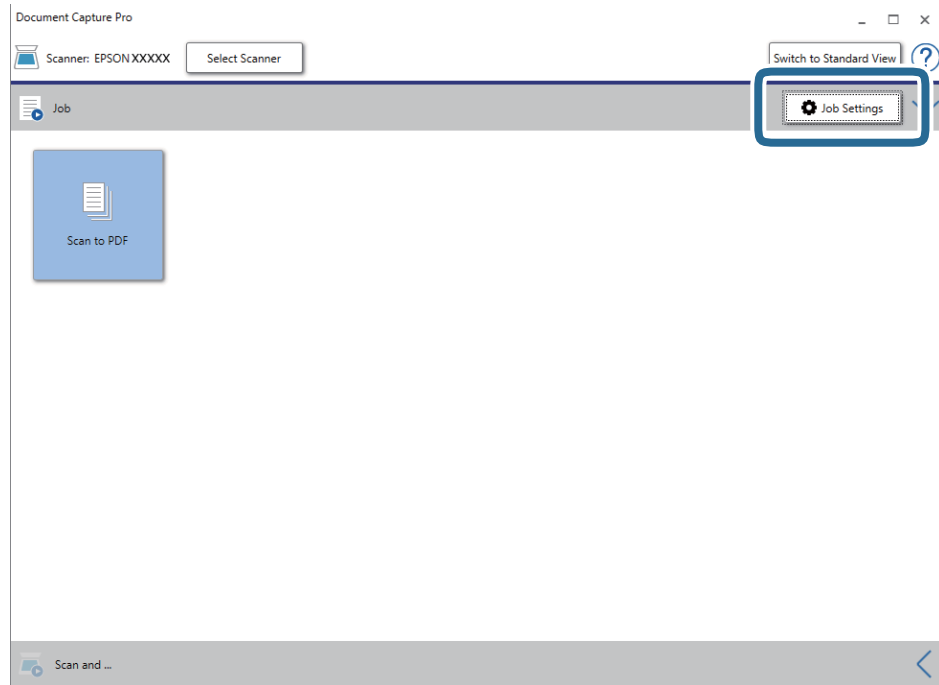 Document Capture Pro
Scanner: EPSON XXXXX
Select Scanner
Switch to Standard View
?
Job
Job Settings
Scan to PDF
Scan and ...